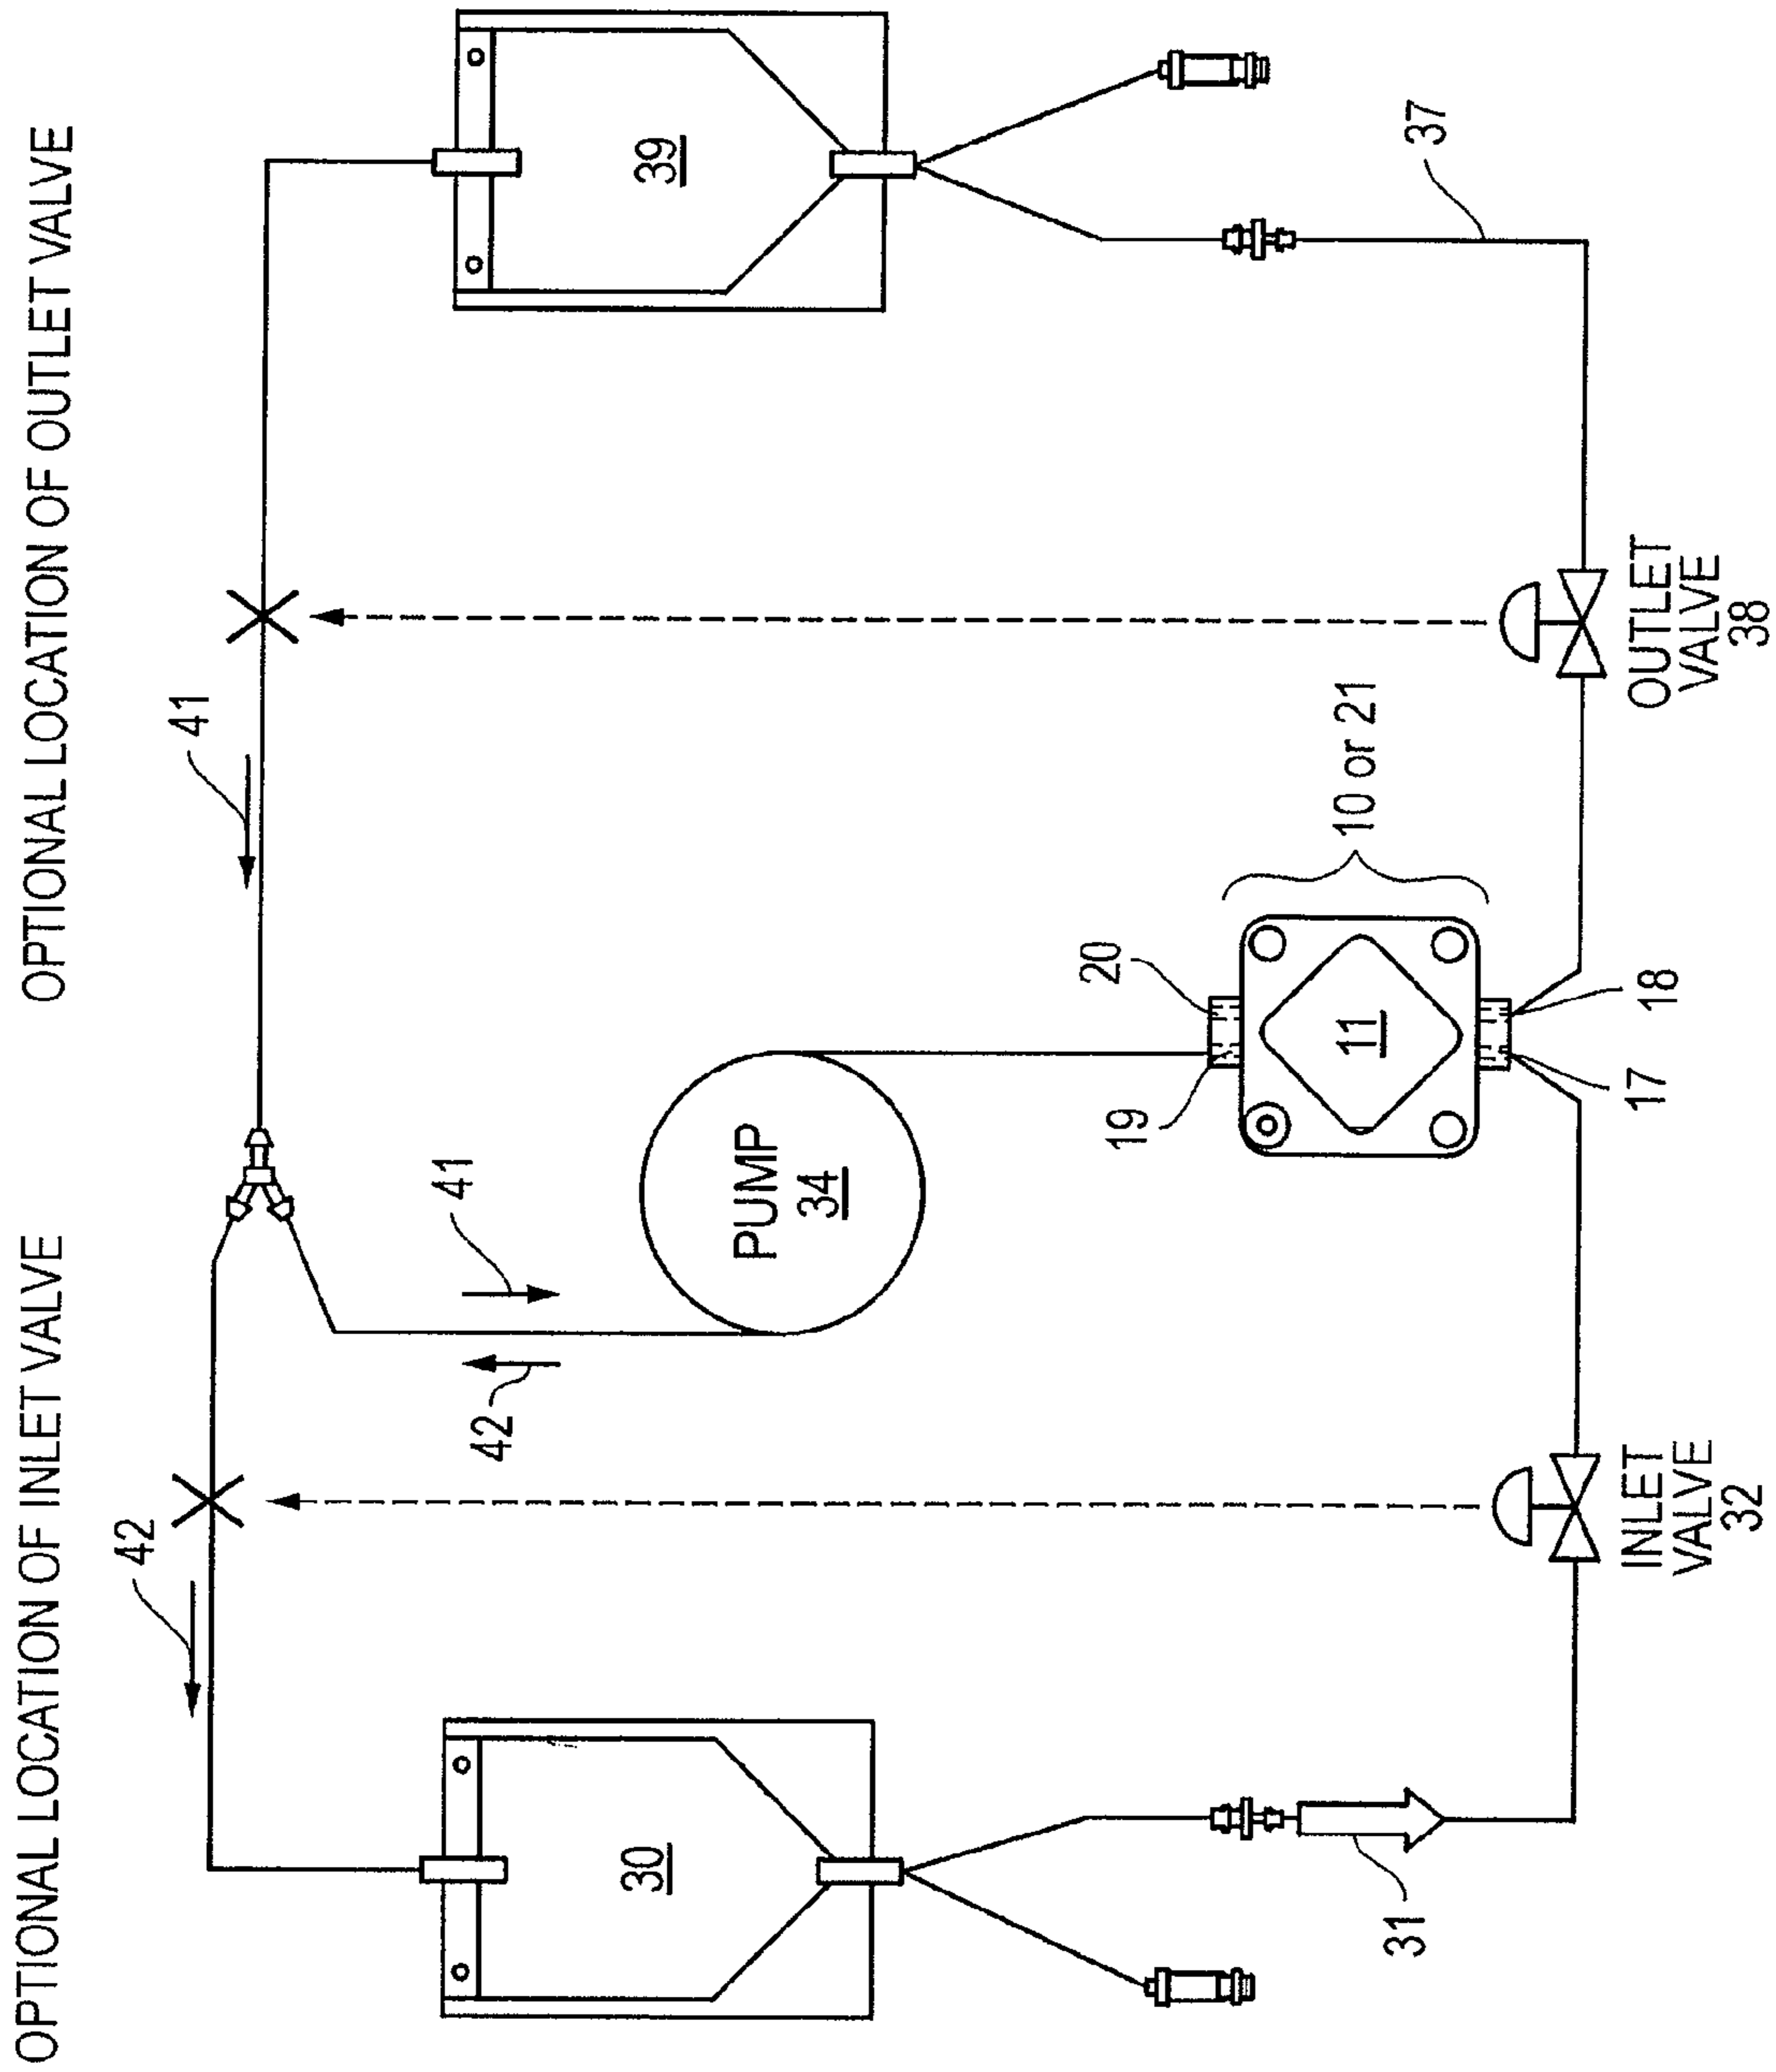 OPTIONAL LOCATION OF INLET VALVE
OPTIONAL LOCATION OF OUTLET VALVE
42
41
42
41
30
39
PUMP
34
19
20
11
10 or 21
31
37
17
18
INLET
VALVE
32
OUTLET
VALVE
38